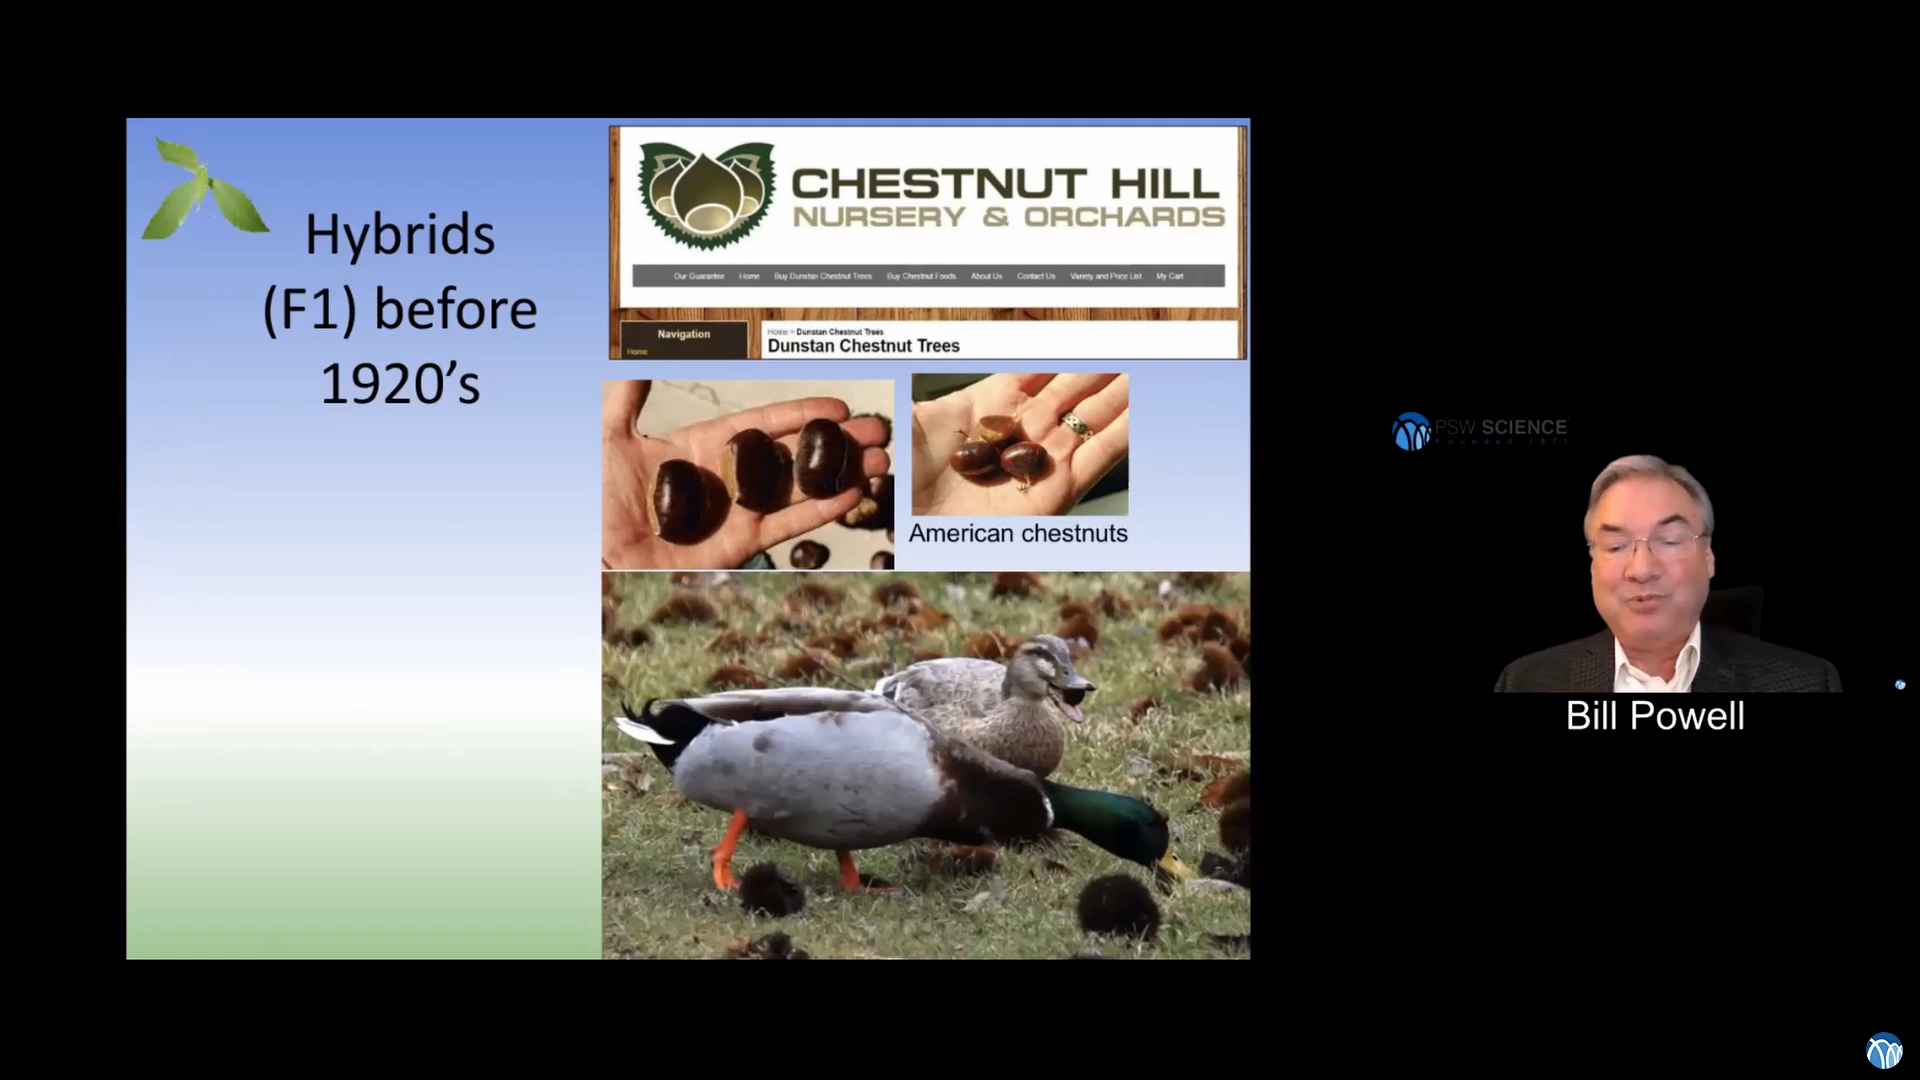 Hybrids
(F1) before
1920’s
CHESTNUT HILL
NURSERY & ORCHARDS
Our Guarantee Home Buy Dunstan Chestnut Trees Buy Chestnut Foods About Us Contact Us Variety and Price List My Cart
Navigation
Home
Home > Dunstan Chestnut Trees
Dunstan Chestnut Trees
American chestnuts
PSW SCIENCE
Founded 1871
Bill Powell